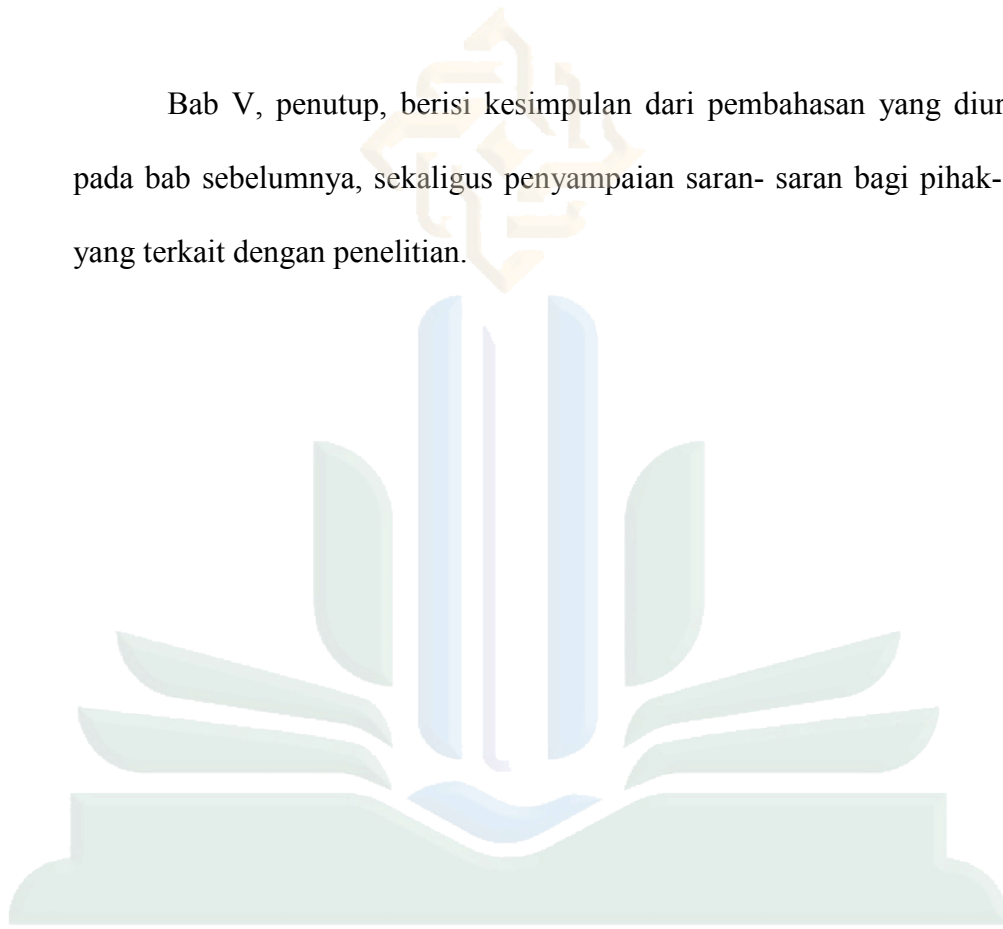 Bab V, penutup, berisi kesimpulan dari pembahasan yang diur
pada bab sebelumnya, sekaligus penyampaian saran- saran bagi pihak-
yang terkait dengan penelitian.